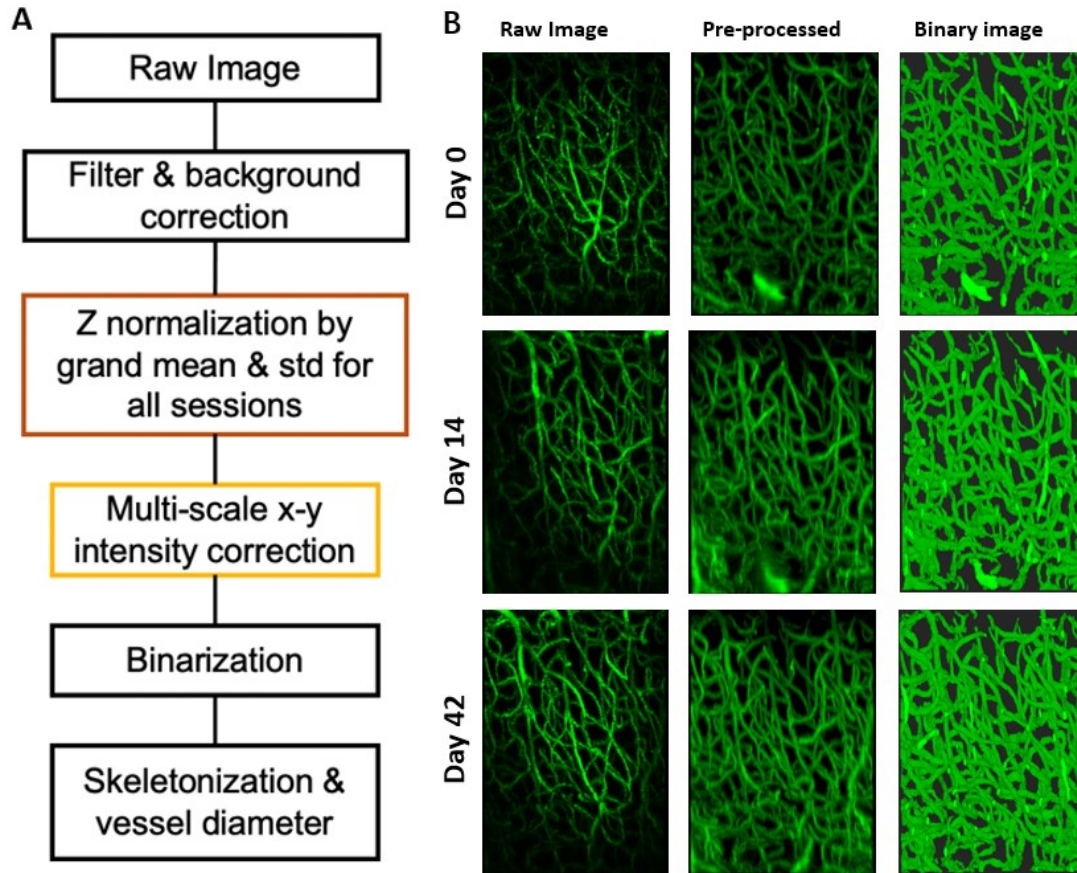 A
Raw Image
Filter & background
correction
Z normalization by
grand mean & std for
all sessions
Multi-scale x-y
intensity correction
Binarization
Skeletonization &
vessel diameter
B
Raw Image
Pre-processed
Binary image
Day 0
Day 14
Day 42